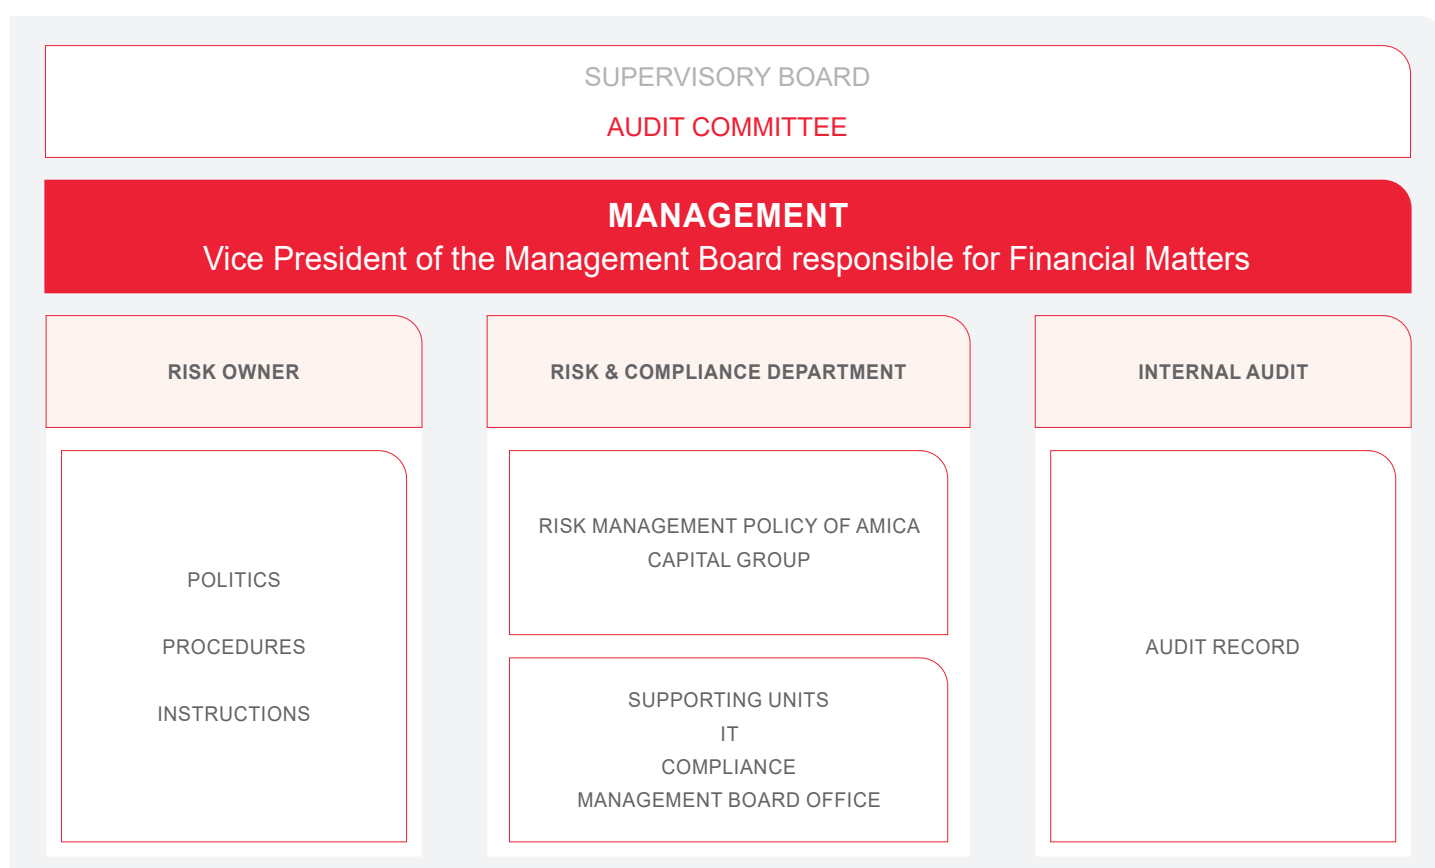 SUPERVISORY BOARD
AUDIT COMMITTEE
MANAGEMENT
Vice President of the Management Board responsible for Financial Matters
RISK OWNER
POLITICS
PROCEDURES
INSTRUCTIONS
RISK & COMPLIANCE DEPARTMENT
RISK MANAGEMENT POLICY OF AMICA
CAPITAL GROUP
SUPPORTING UNITS
IT
COMPLIANCE
MANAGEMENT BOARD OFFICE
INTERNAL AUDIT
AUDIT RECORD